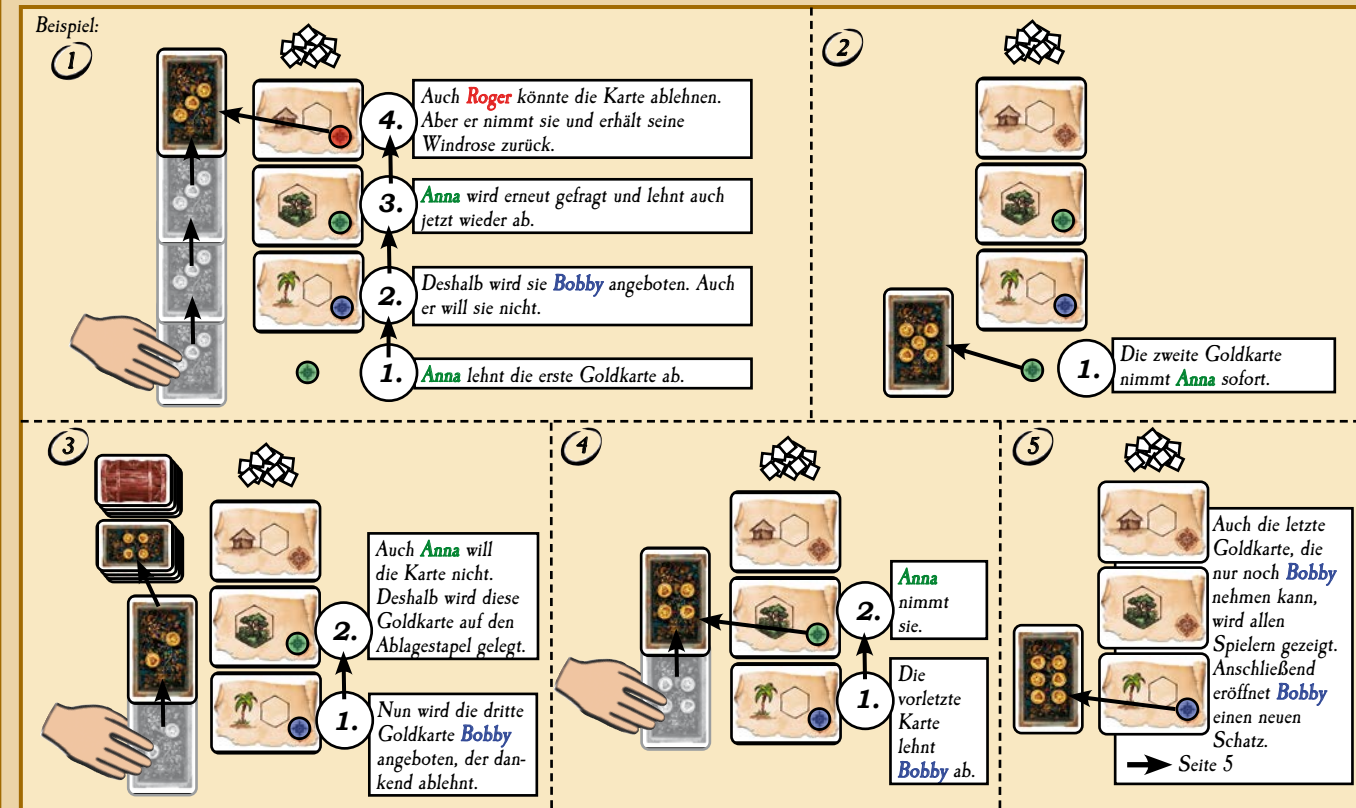 Beispiel:
1
4.
Auch Roger könnte die Karte ablehnen.
Aber er nimmt sie und erhält seine
Windrose zurück.
3.
Anna wird erneut gefragt und lehnt auch
jetzt wieder ab.
2.
Deshalb wird sie Bobby angeboten. Auch
er will sie nicht.
1.
Anna lehnt die erste Goldkarte ab.
2
1.
Die zweite Goldkarte
nimmt Anna sofort.
3
2.
Auch Anna will
die Karte nicht.
Deshalb wird diese
Goldkarte auf den
Ablagestapel gelegt.
1.
Nun wird die dritte
Goldkarte Bobby
angeboten, der dan-
kend ablehnt.
4
2.
Anna
nimmt
sie.
1.
Die
vorletzte
Karte
lehnt
Bobby ab.
5
Auch die letzte
Goldkarte, die
nur noch Bobby
nehmen kann,
wird allen
Spielern gezeigt.
Anschließend
eröffnet Bobby
einen neuen
Schatz.
Seite 5